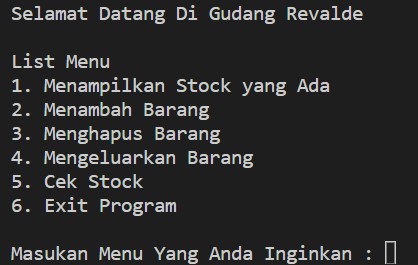 Selamat Datang Di Gudang Revalde
List Menu
1. Menampilkan Stock yang Ada
2. Menambah Barang
3. Menghapus Barang
4. Mengeluarkan Barang
5. Cek Stock
6. Exit Program
Masukan Menu Yang Anda Inginkan :